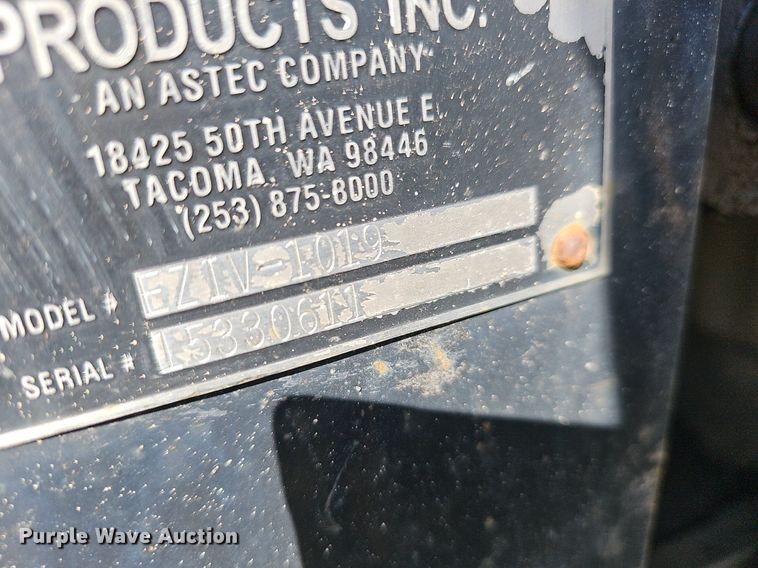 PRODUCTS INC.
AN ASTEC COMPANY
18425 50TH AVENUE E.
TACOMA, WA 98446
(253) 875-8000
MODEL # EZIV-1019
SERIAL # F5330611
Purple Wave Auction